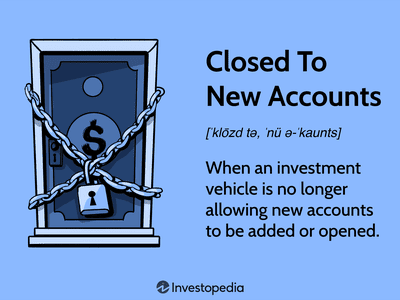 $
Closed To
New Accounts
[ˈklōzd tə, ˈnü ə-ˈkaunts]
When an investment
vehicle is no longer
allowing new accounts
to be added or opened.
Investopedia